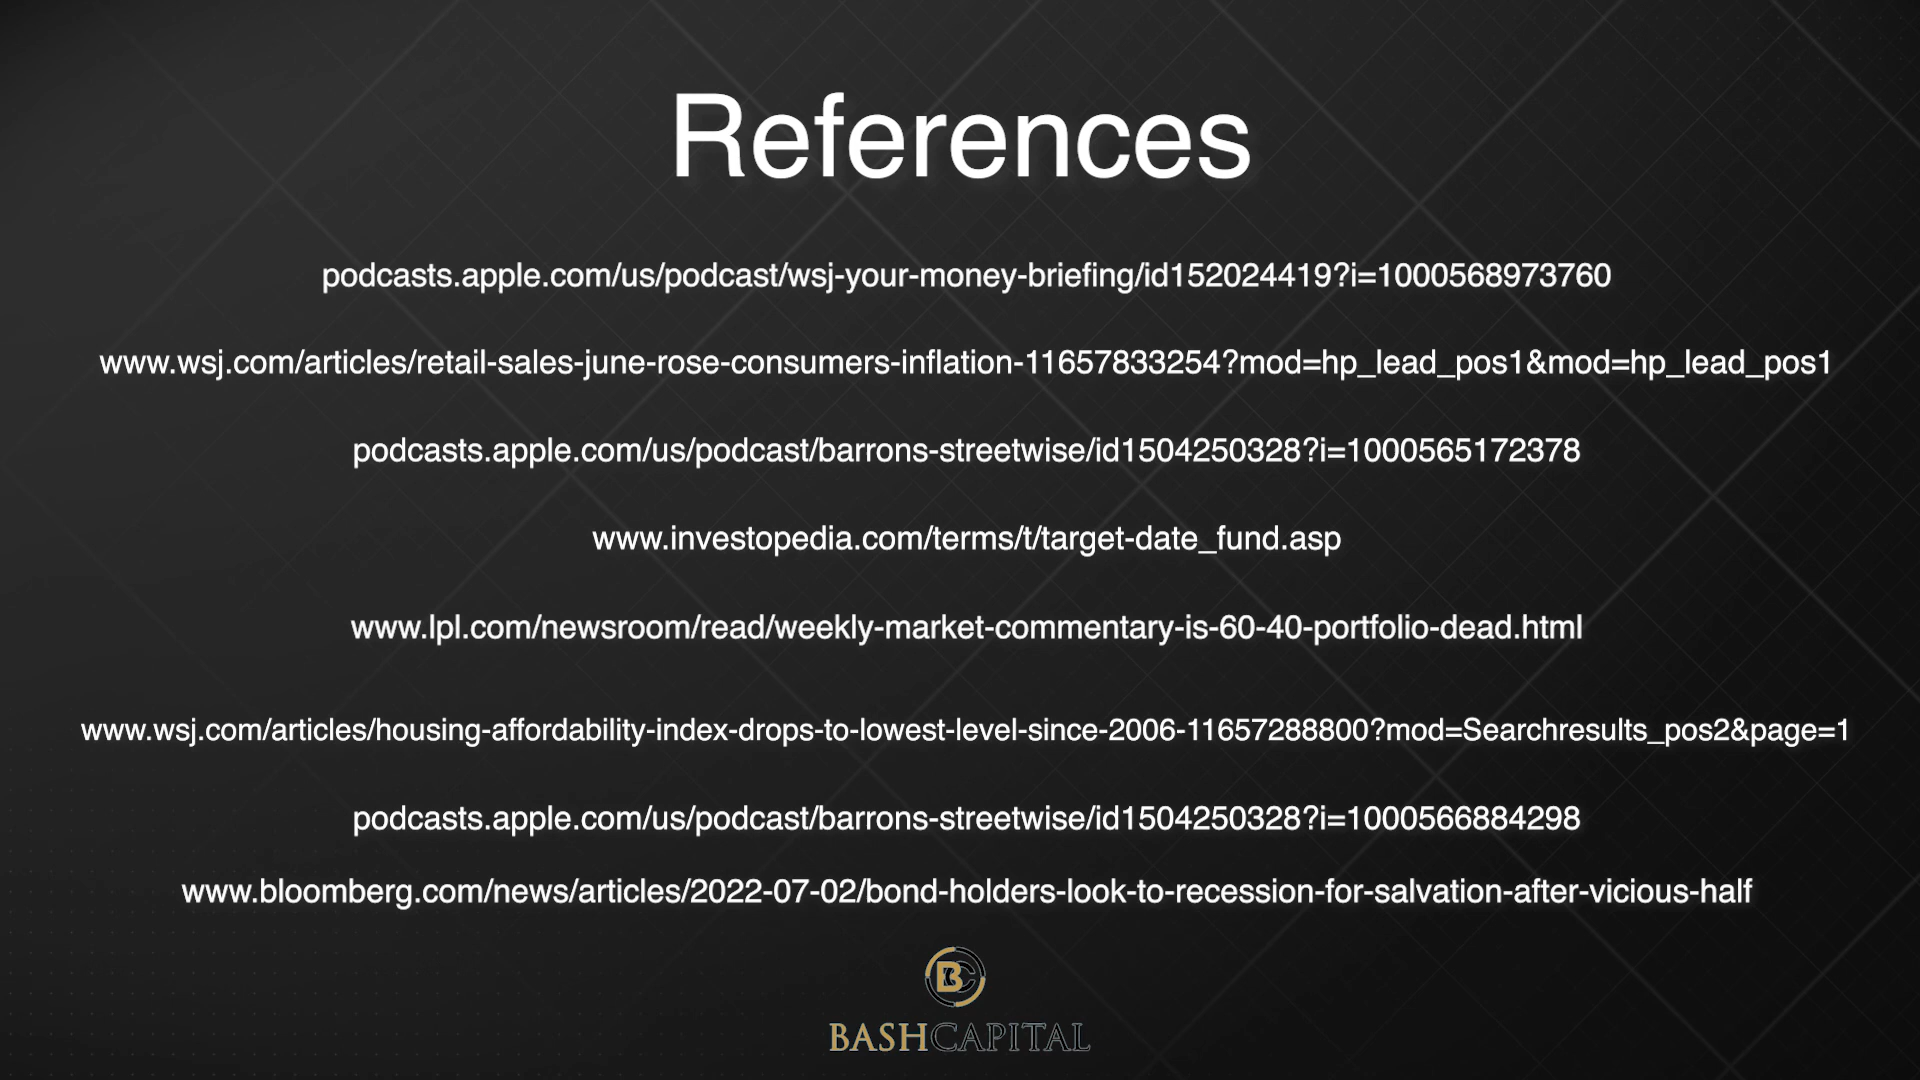 References
podcasts.apple.com/us/podcast/wsj-your-money-briefing/id152024419?i=1000568973760
www.wsj.com/articles/retail-sales-june-rose-consumers-inflation-11657833254?mod=hp_lead_pos1&mod=hp_lead_pos1
podcasts.apple.com/us/podcast/barrons-streetwise/id1504250328?i=1000565172378
www.investopedia.com/terms/t/target-date_fund.asp
www.lpl.com/newsroom/read/weekly-market-commentary-is-60-40-portfolio-dead.html
www.wsj.com/articles/housing-affordability-index-drops-to-lowest-level-since-2006-11657288800?mod=Searchresults_pos2&page=1
podcasts.apple.com/us/podcast/barrons-streetwise/id1504250328?i=1000566884298
www.bloomberg.com/news/articles/2022-07-02/bond-holders-look-to-recession-for-salvation-after-vicious-half
BC
BASHCAPITAL